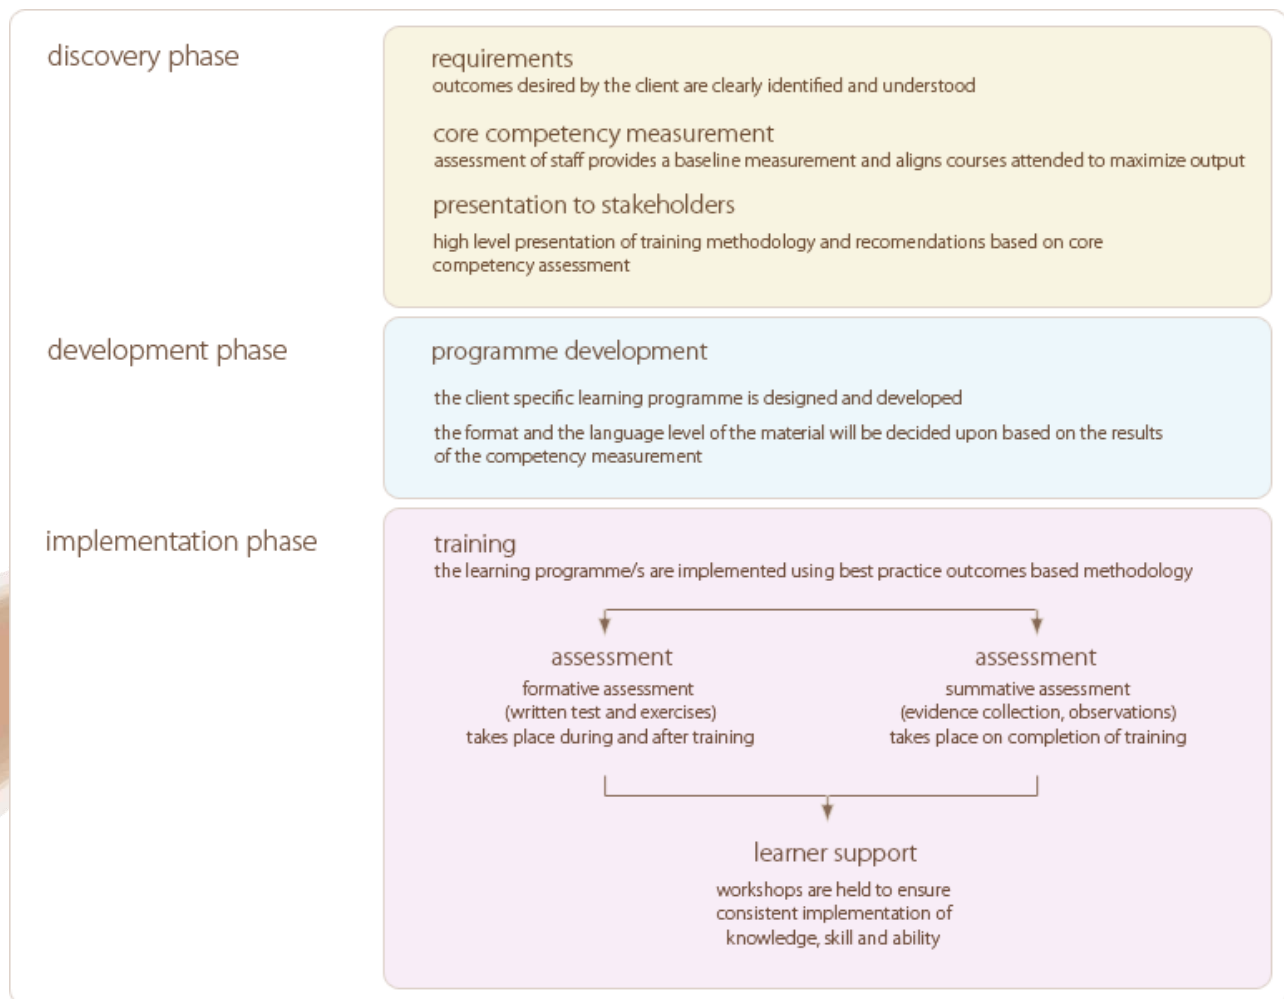 discovery phase
requirements
outcomes desired by the client are clearly identified and understood
core competency measurement
assessment of staff provides a baseline measurement and aligns courses attended to maximize output
presentation to stakeholders
high level presentation of training methodology and recomendations based on core
competency assessment
development phase
programme development
the client specific learning programme is designed and developed
the format and the language level of the material will be decided upon based on the results
of the competency measurement
implementation phase
training
the learning programme/s are implemented using best practice outcomes based methodology
assessment
formative assessment
(written test and exercises)
takes place during and after training
assessment
summative assessment
(evidence collection, observations)
takes place on completion of training
learner support
workshops are held to ensure
consistent implementation of
knowledge, skill and ability